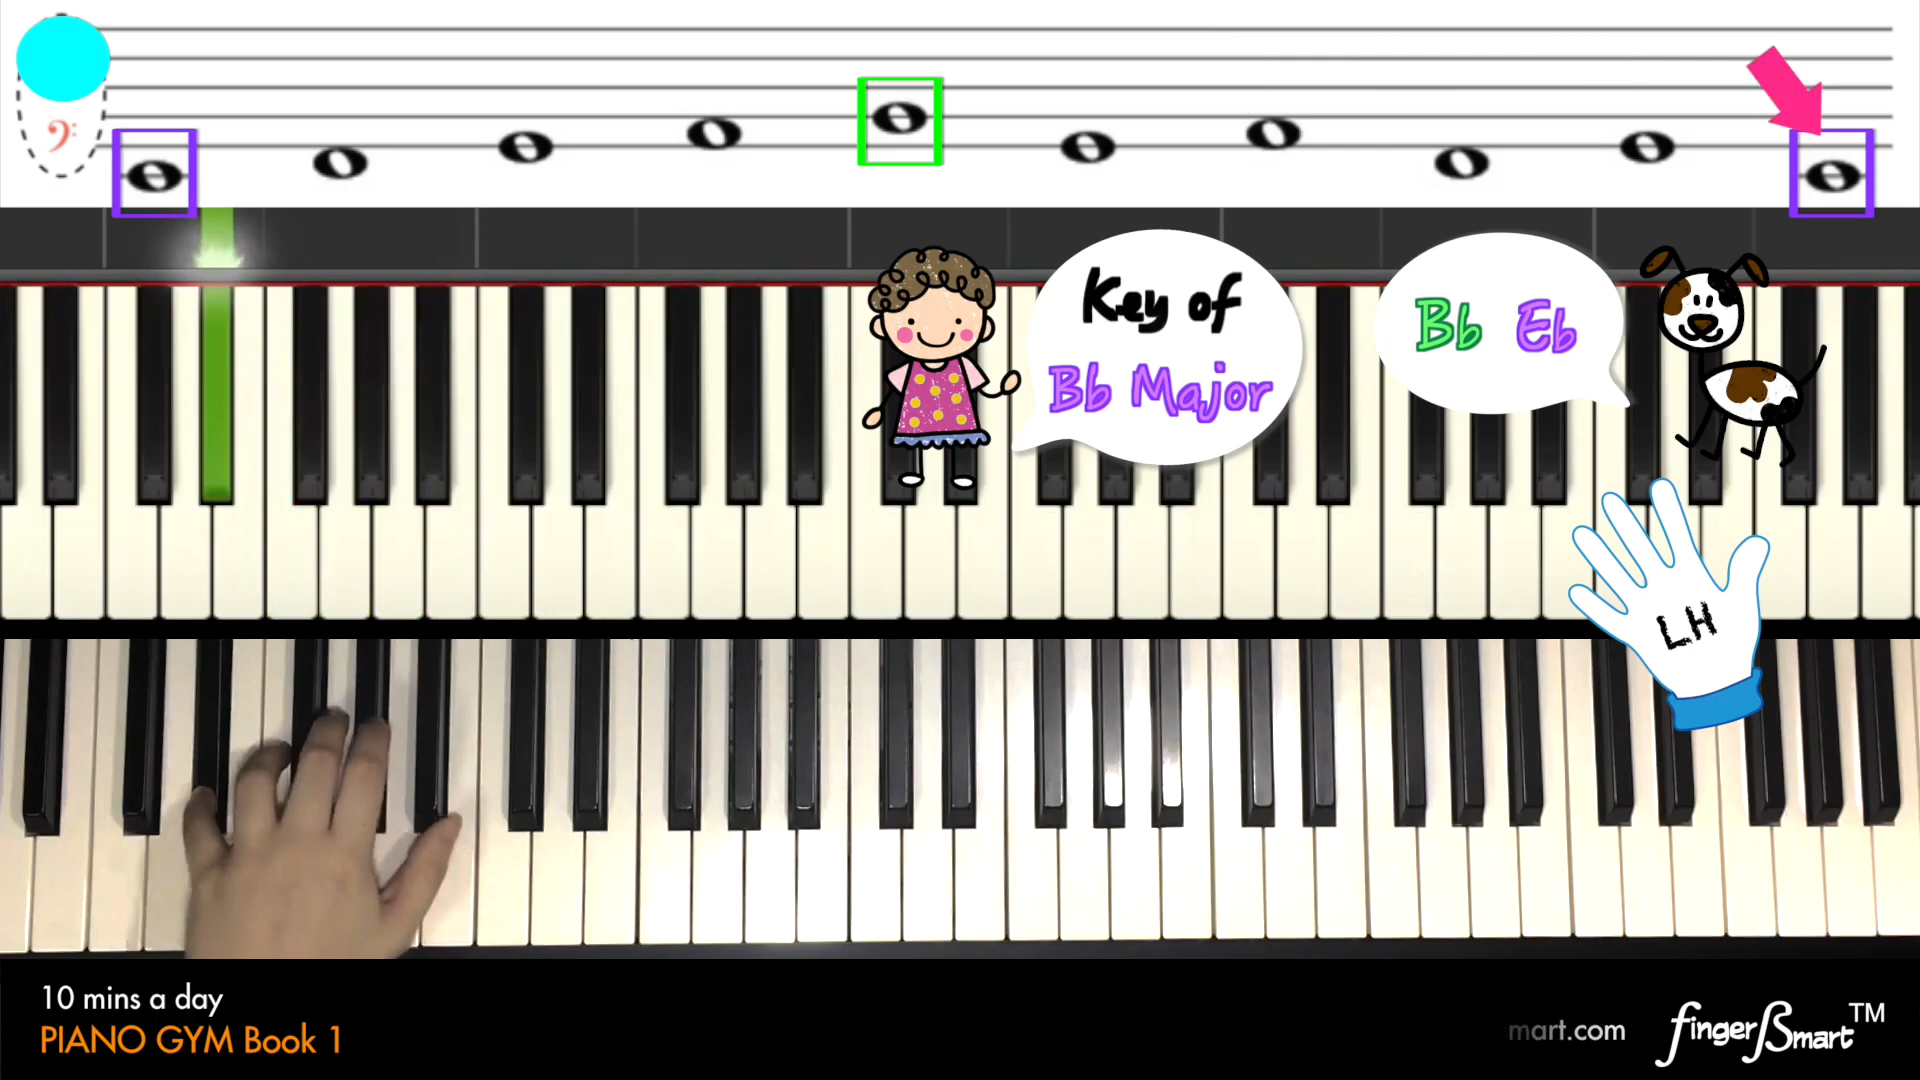 Key of
Bb Major
Bb Eb
LH
10 mins a day
PIANO GYM Book 1
mart.com
fingerSmart™